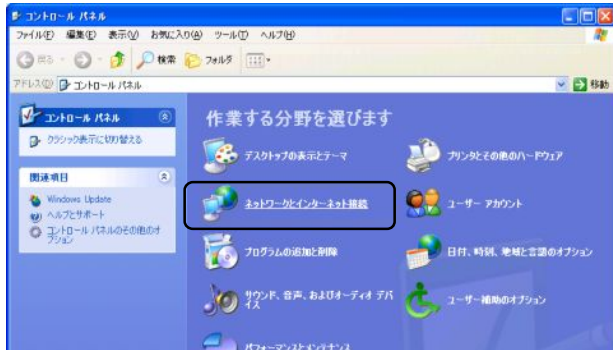 コントロール パネル
ファイル(F) 編集(E) 表示(V) お気に入り(A) ツール(T) ヘルプ(H)
戻る 検索 フォルダ
アドレス(D) コントロール パネル 移動
コントロール パネル
クラシック表示に切り替える
関連項目
Windows Update
ヘルプとサポート
コントロール パネルのその他のオ
プション
作業する分野を選びます
デスクトップの表示とテーマ
プリンタとその他のハードウェア
ネットワークとインターネット接続
ユーザー アカウント
プログラムの追加と削除
日付、時刻、地域と言語のオプション
サウンド、音声、およびオーディオ デバ
イス
ユーザー補助のオプション
パフォーマンスとメンテナンス